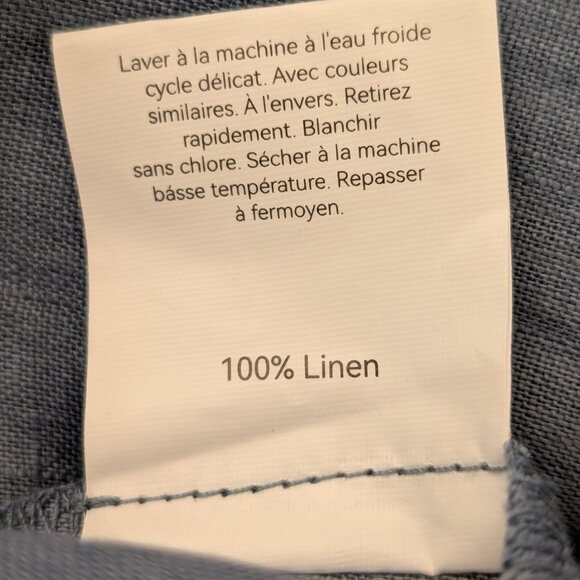 Laver à la machine à l'eau froide
cycle délicat. Avec couleurs
similaires. À l'envers. Retirez
rapidement. Blanchir
sans chlore. Sécher à la machine
básse température. Repasser
à fermoyen.
100% Linen